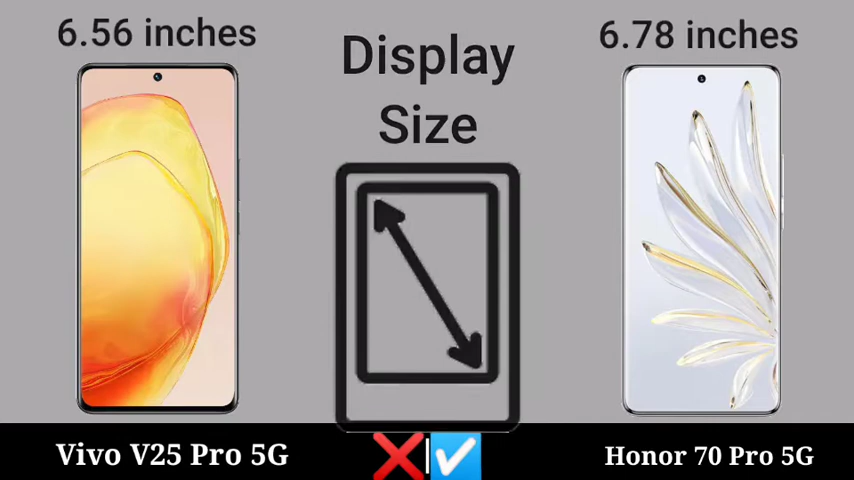 6.56 inches
Display
Size
6.78 inches
Vivo V25 Pro 5G
Honor 70 Pro 5G